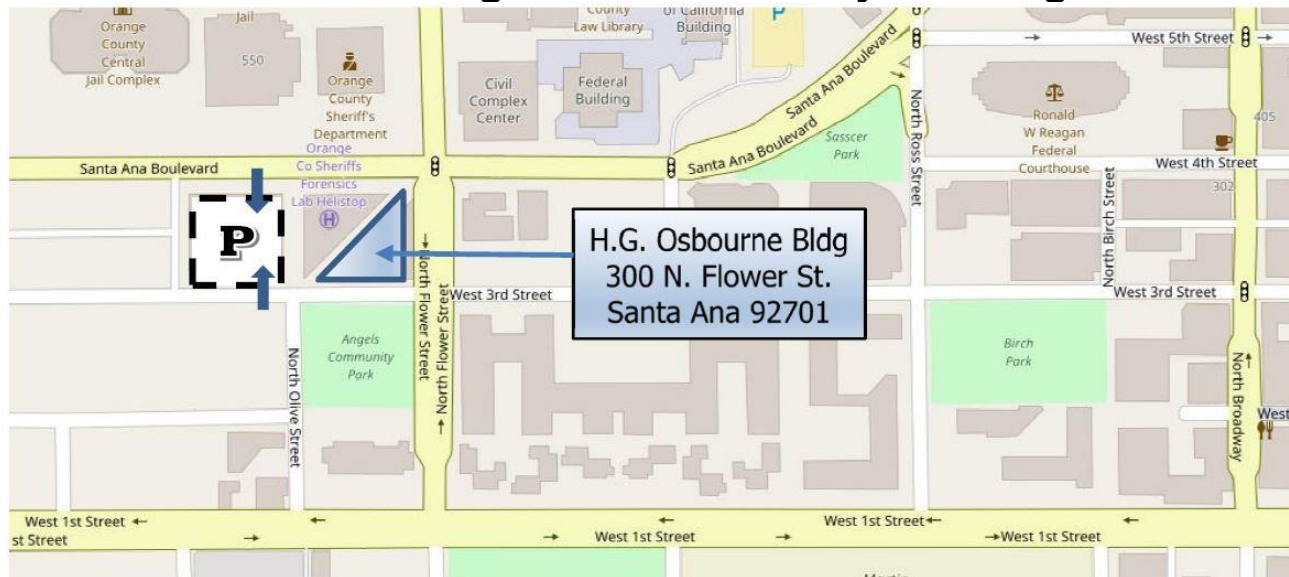 Orange
County
Central
Jail Complex
Jail
550
Orange
County
Sheriff's
Department
Orange
Co Sheriffs
Forensics
Lab Helistop
H
County
Law Library
of California
Building
P
Civil
Complex
Center
Federal
Building
Santa Ana Boulevard
Santa Ana Boulevard
Santa Ana Boulevard
Sasscer
Park
North Ross Street
West 5th Street
Ronald
W Reagan
Federal
Courthouse
405
West 4th Street
302
North Birch Street
P
H.G. Osbourne Bldg
300 N. Flower St.
Santa Ana 92701
North Flower Street
North Flower Street
West 3rd Street
West 3rd Street
Angels
Community
Park
North Olive Street
Birch
Park
North Broadway
West
West 1st Street
st Street
West 1st Street
West 1st Street
West 1st Street